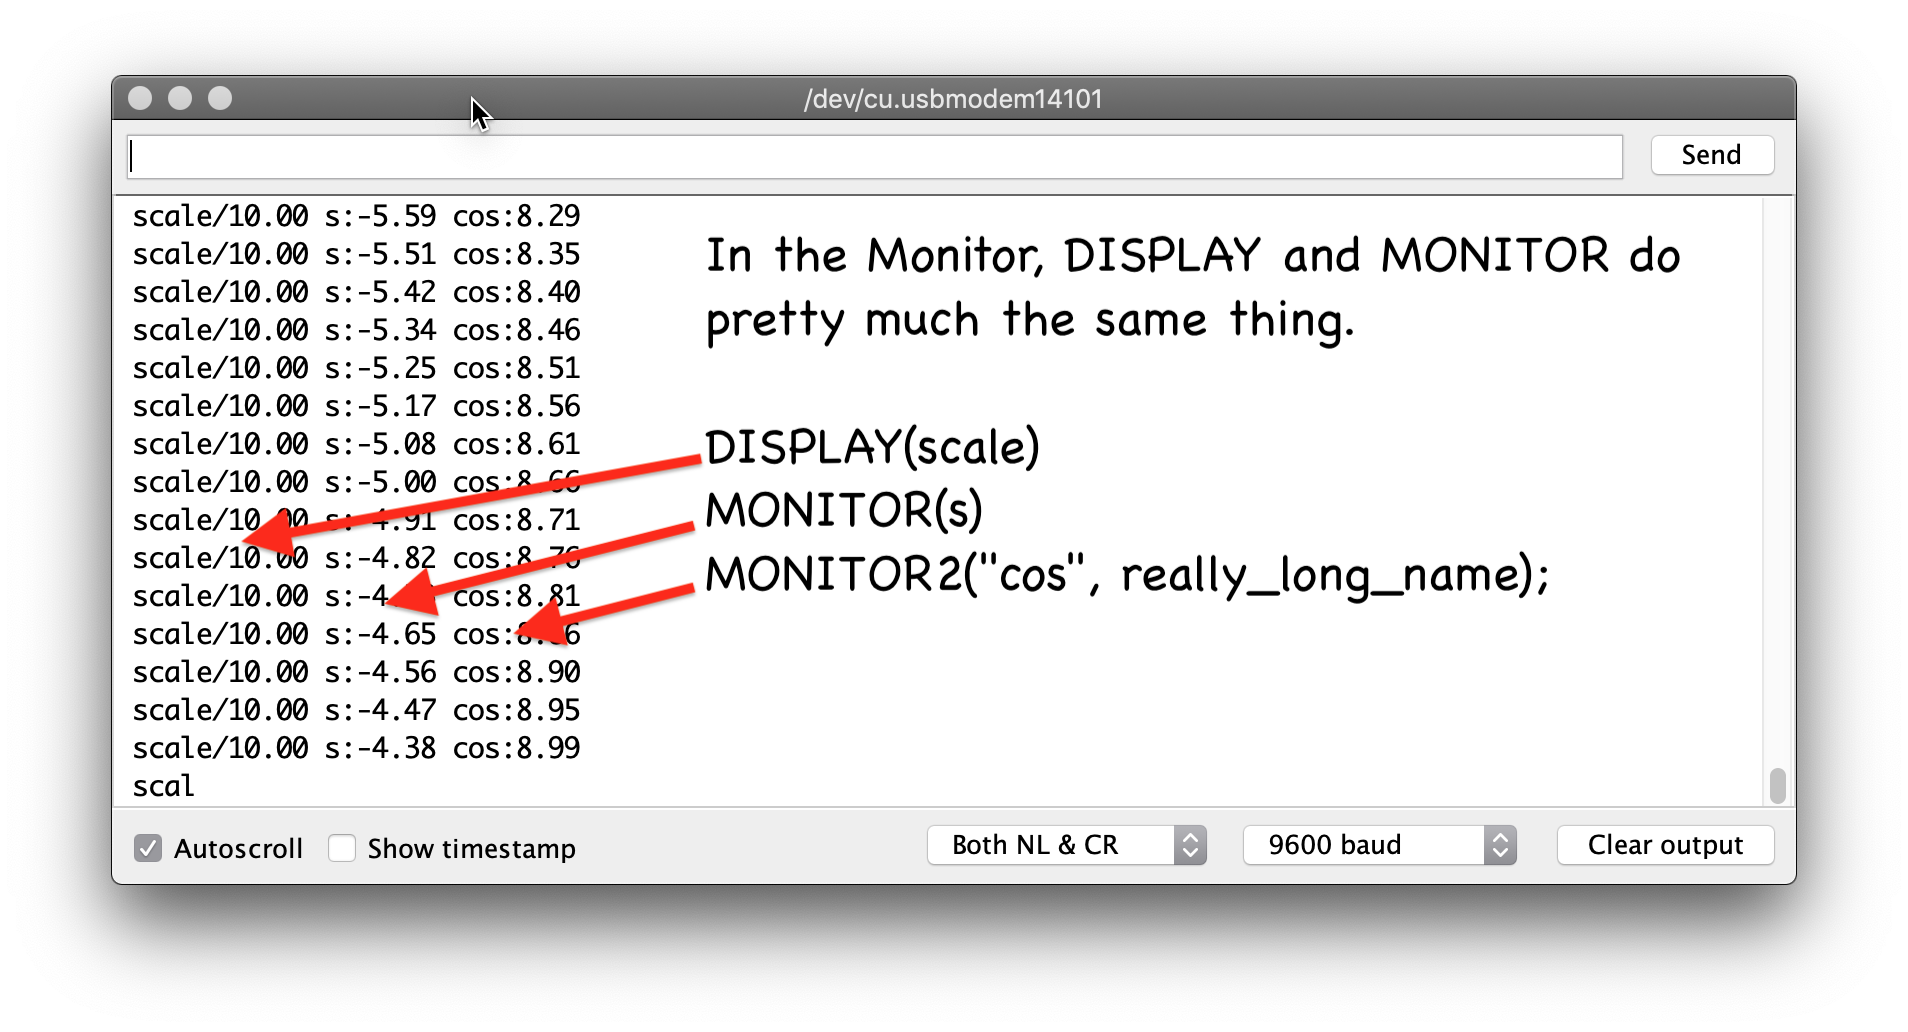 /dev/cu.usbmodem14101
Send
scale/10.00 s:-5.59 cos:8.29
scale/10.00 s:-5.51 cos:8.35
scale/10.00 s:-5.42 cos:8.40
scale/10.00 s:-5.34 cos:8.46
scale/10.00 s:-5.25 cos:8.51
scale/10.00 s:-5.17 cos:8.56
scale/10.00 s:-5.08 cos:8.61
scale/10.00 s:-5.00 cos:8.66
scale/10.00 s:-4.91 cos:8.71
scale/10.00 s:-4.82 cos:8.76
scale/10.00 cos:8.81
scale/10.00 s:-4.65
scale/10.00 s:-4.56 cos:8.90
scale/10.00 s:-4.47 cos:8.95
scale/10.00 s:-4.38 cos:8.99
scal
In the Monitor, DISPLAY and MONITOR do
pretty much the same thing.
DISPLAY(scale)
MONITOR(s)
MONITOR2("cos", really_long_name);
Autoscroll Show timestamp Both NL & CR 9600 baud Clear output